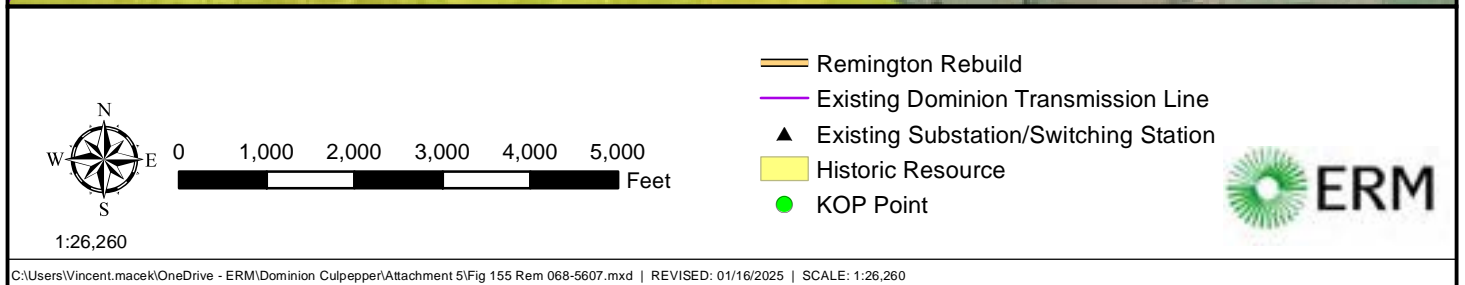 N
W E
S
0 1,000 2,000 3,000 4,000 5,000
Feet
1:26,260
Remington Rebuild
Existing Dominion Transmission Line
Existing Substation/Switching Station
Historic Resource
KOP Point
ERM
C:\Users\Vincent.macek\OneDrive - ERM\Dominion Culpepper\Attachment 5\Fig 155 Rem 068-5607.mxd | REVISED: 01/16/2025 | SCALE: 1:26,260